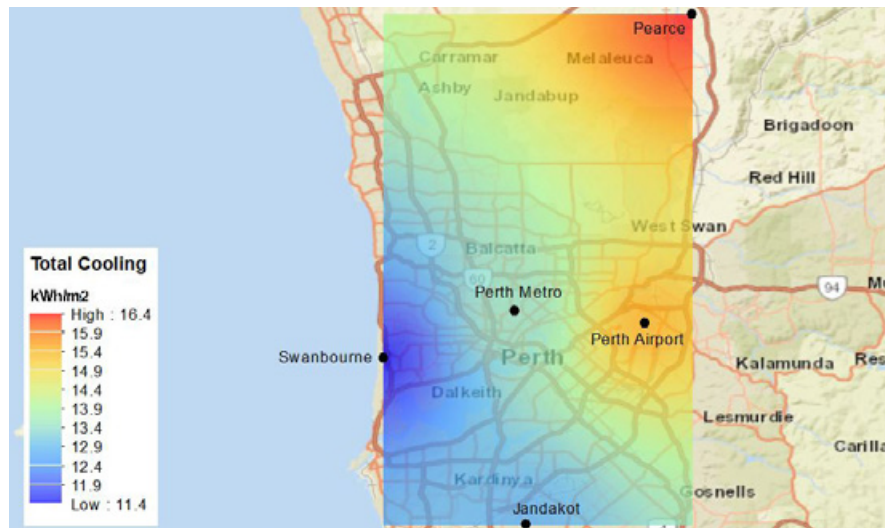 Pearce
Carramar
Melaleuca
Ashby
Jandabup
Brigadoon
Red Hill
West Swan
2
Balcatta
60
94
Perth Metro
Perth Airport
Swanbourne
Perth
Kalamunda
Res
Dalkeith
Lesmurdie
Carilla
Kardinya
Gosnells
Jandakot
Total Cooling
kWh/m2
High : 16.4
15.9
15.4
14.9
14.4
13.9
13.4
12.9
12.4
11.9
Low : 11.4